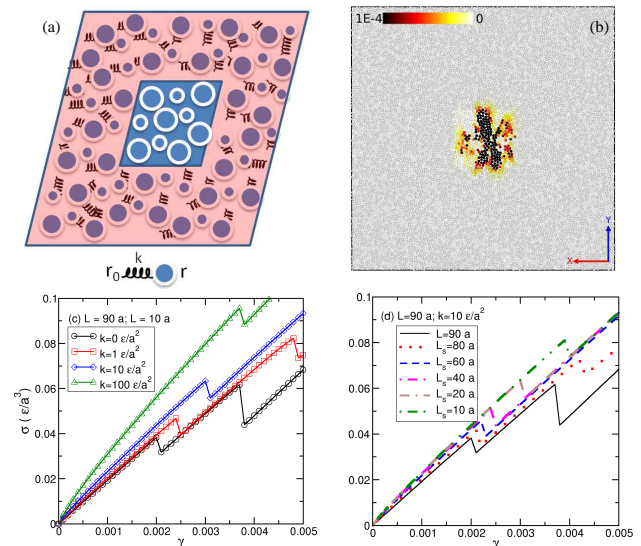 (a)
k
r₀ r
1E-4 0 (b)
Y
X
(c) L = 90 a; L = 10 a
k=0 ε/a²
k=1 ε/a²
k=10 ε/a²
k=100 ε/a²
0.1
0.08
0.06
0.04
0.02
0
σ ( ε/a³)
0 0.001 0.002 0.003 0.004 0.005
γ
(d) L=90 a; k=10 ε/a²
L=90 a
Lₛ=80 a
Lₛ=60 a
Lₛ=40 a
Lₛ=20 a
Lₛ=10 a
0.1
0.08
0.06
0.04
0.02
0
0 0.001 0.002 0.003 0.004 0.005
γ